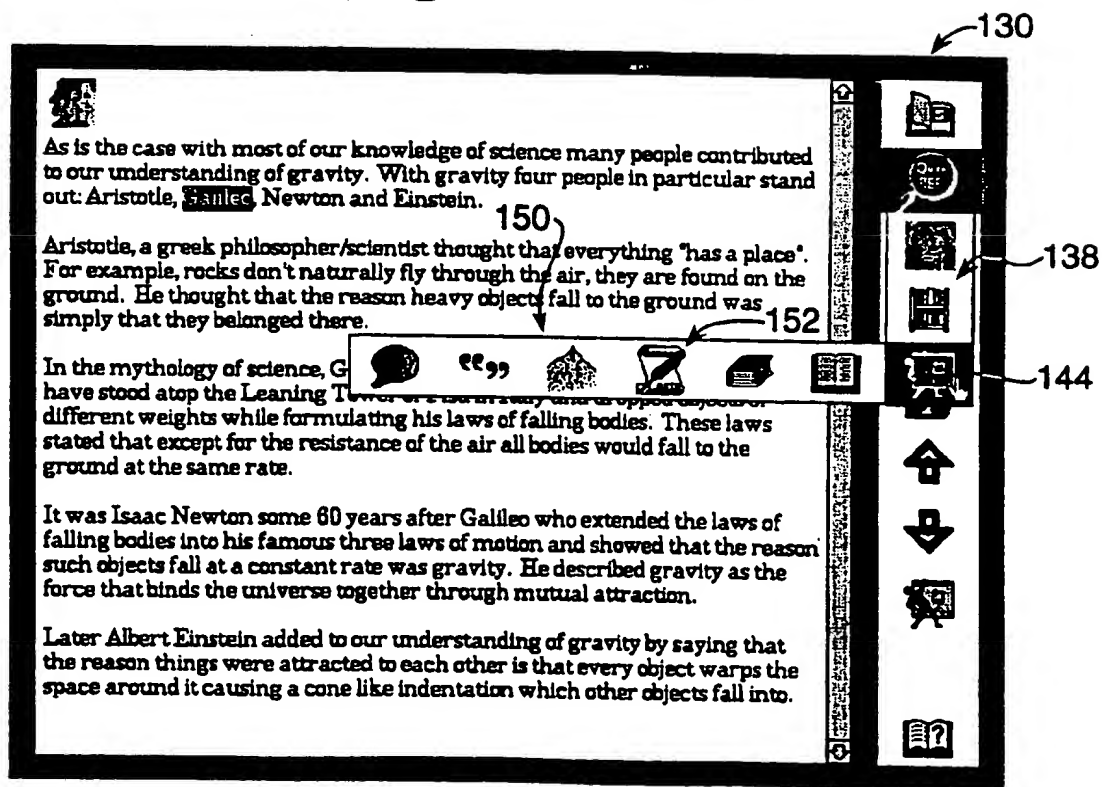 130
As is the case with most of our knowledge of science many people contributed
to our understanding of gravity. With gravity four people in particular stand
out: Aristotle, Galileo, Newton and Einstein.
150
Aristotle, a greek philosopher/scientist thought that everything "has a place".
138
For example, rocks don't naturally fly through the air, they are found on the
ground. He thought that the reason heavy objects fall to the ground was
simply that they belonged there.
152
In the mythology of science, G
144
have stood atop the Leaning
different weights while formulating his laws of falling bodies. These laws
stated that except for the resistance of the air all bodies would fall to the
ground at the same rate.
It was Isaac Newton some 60 years after Galileo who extended the laws of
falling bodies into his famous three laws of motion and showed that the reason
such objects fall at a constant rate was gravity. He described gravity as the
force that binds the universe together through mutual attraction.
Later Albert Einstein added to our understanding of gravity by saying that
the reason things were attracted to each other is that every object warps the
space around it causing a cone like indentation which other objects fall into.
?